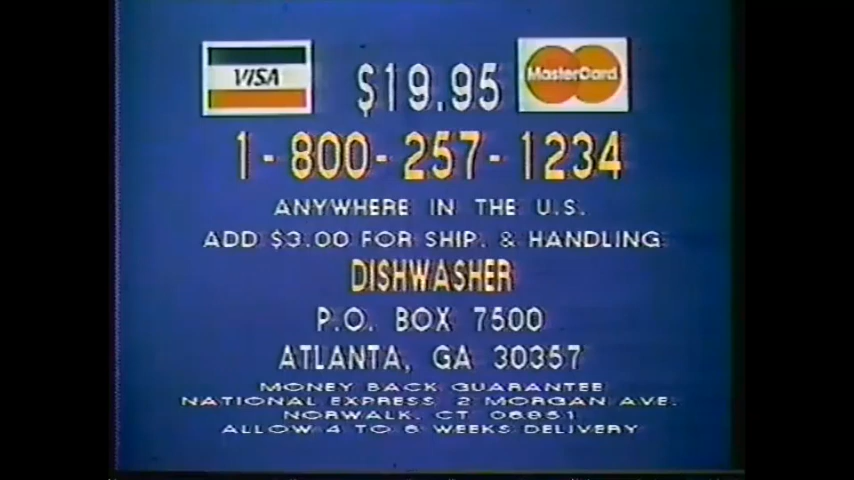 VISA $19.95 MasterCard
1-800-257-1234
ANYWHERE IN THE U.S.
ADD $3.00 FOR SHIP. & HANDLING
DISHWASHER
P.O. BOX 7500
ATLANTA, GA 30357
MONEY BACK GUARANTEE
NATIONAL EXPRESS, 2 MORGAN AVE.
NORWALK, CT
ALLOW 4 TO 6 WEEKS DELIVERY